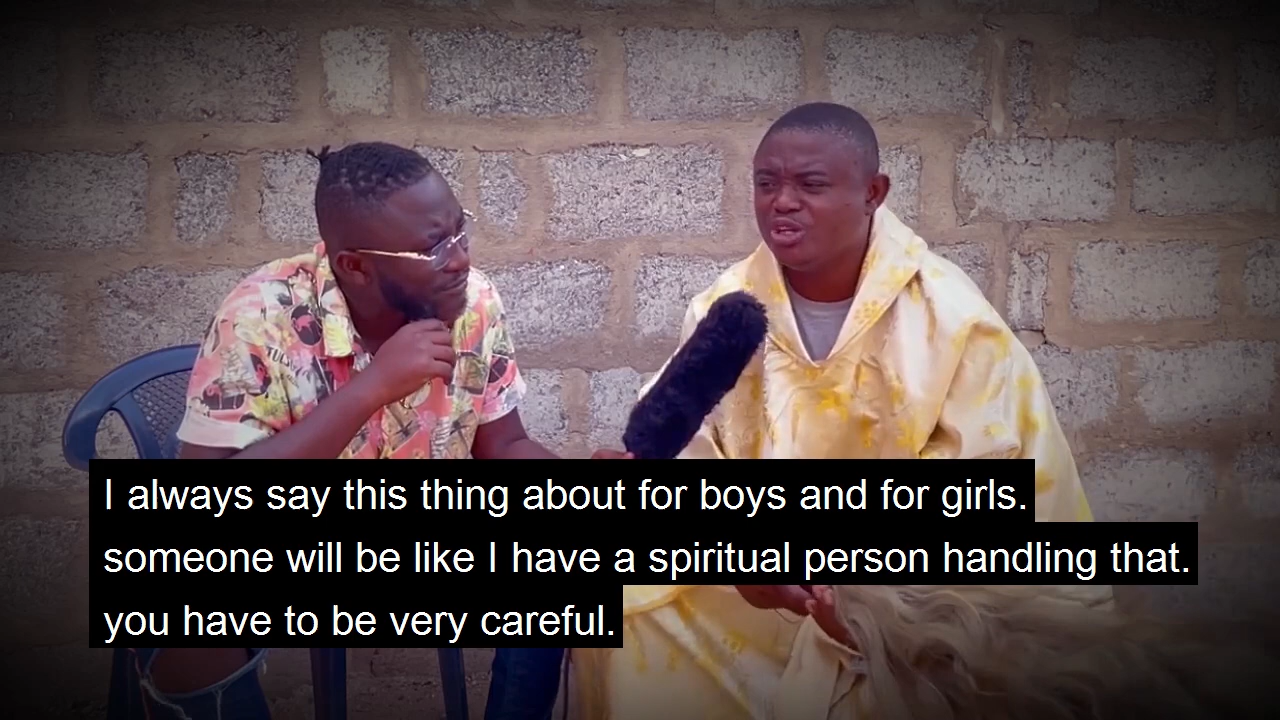 I always say this thing about for boys and for girls.
someone will be like I have a spiritual person handling that.
you have to be very careful.